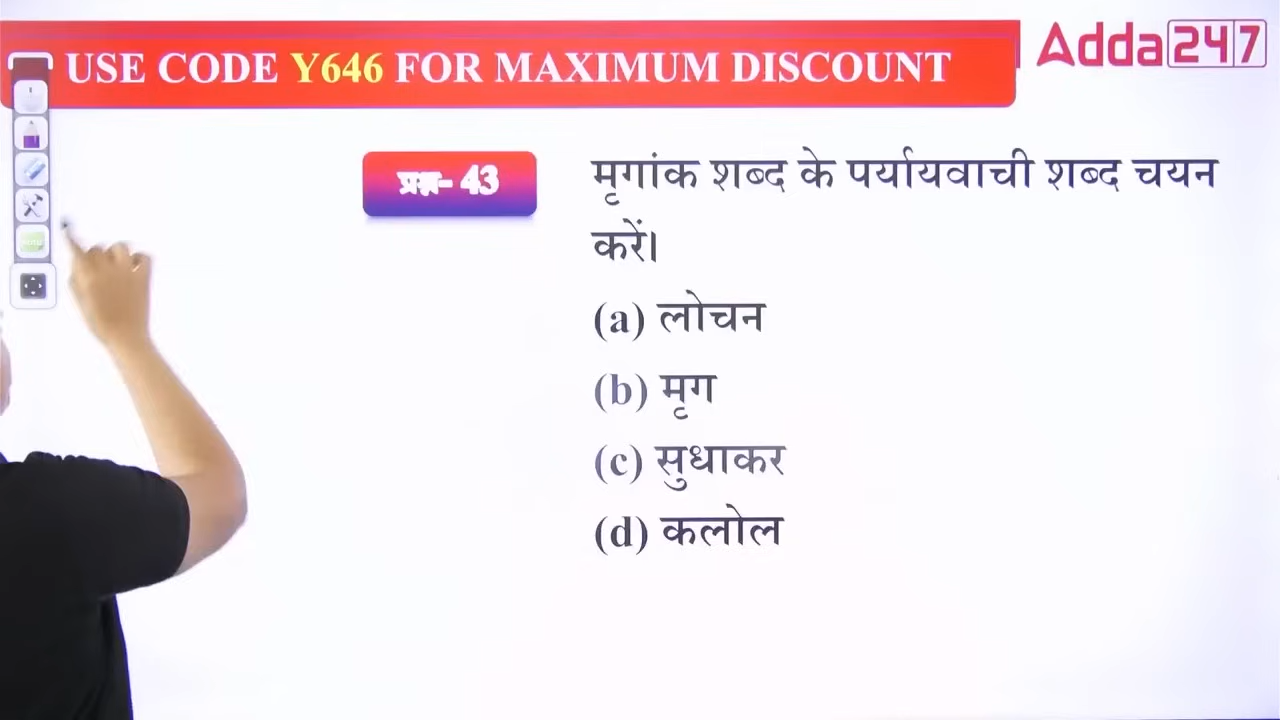 USE CODE Y646 FOR MAXIMUM DISCOUNT
Adda247
प्रश्न- 43
मृगांक शब्द के पर्यायवाची शब्द चयन
करें।
(a) लोचन
(b) मृग
(c) सुधाकर
(d) कलोल